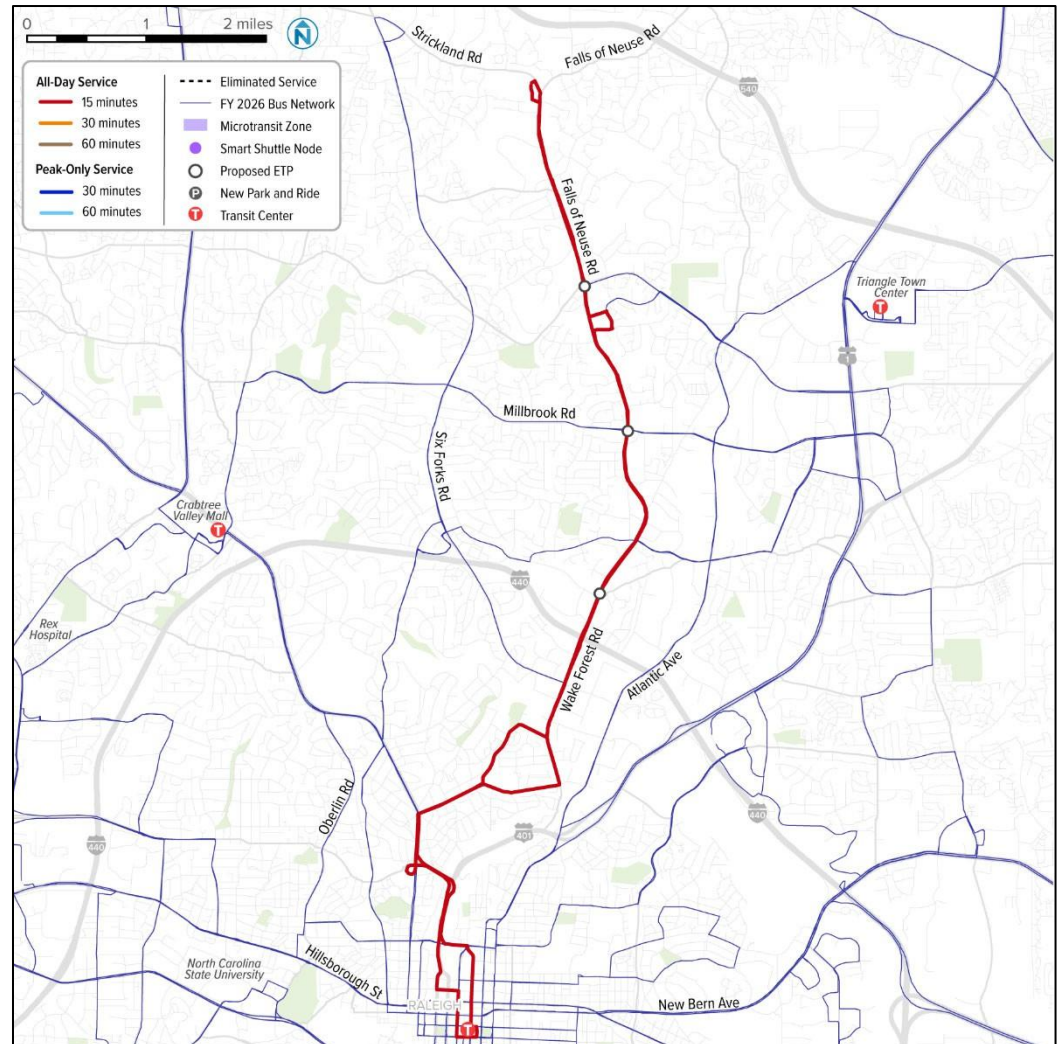 0 1 2 miles
N
All-Day Service
15 minutes
30 minutes
60 minutes
Peak-Only Service
30 minutes
60 minutes
Eliminated Service
FY 2026 Bus Network
Microtransit Zone
Smart Shuttle Node
Proposed ETP
P New Park and Ride
T Transit Center
Strickland Rd
Falls of Neuse Rd
540
Falls of Neuse Rd
Triangle Town
Center
T
1
Millbrook Rd
Six Forks Rd
Crabtree
Valley Mall
T
440
Rex
Hospital
Wake Forest Rd
Atlantic Ave
Oberlin Rd
440
401
440
North Carolina
State University
Hillsborough St
RALEIGH
New Bern Ave
T